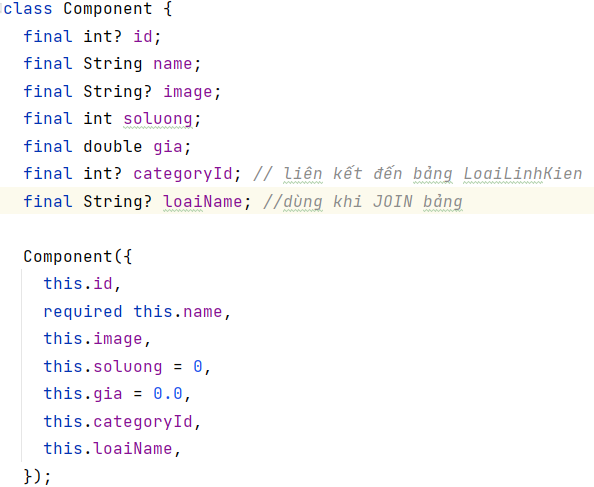 class Component {
  final int? id;
  final String name;
  final String? image;
  final int soluong;
  final double gia;
  final int? categoryId; // liên kết đến bảng LoaiLinhKien
  final String? loaiName; //dùng khi JOIN bảng
  Component({
    this.id,
    required this.name,
    this.image,
    this.soluong = 0,
    this.gia = 0.0,
    this.categoryId,
    this.loaiName,
  });